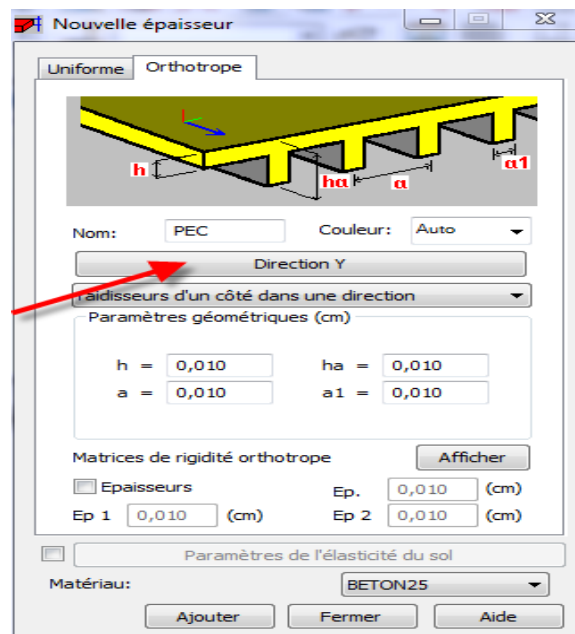 Nouvelle épaisseur
Uniforme Orthotrope
h ha a a1
Nom: PEC Couleur: Auto
Direction Y
raidisseurs d'un côté dans une direction
Paramètres géométriques (cm)
h = 0,010 ha = 0,010
a = 0,010 a1 = 0,010
Matrices de rigidité orthotrope Afficher
Epaisseurs Ep. 0,010 (cm)
Ep 1 0,010 (cm) Ep 2 0,010 (cm)
Paramètres de l'élasticité du sol
Matériau: BETON25
Ajouter Fermer Aide